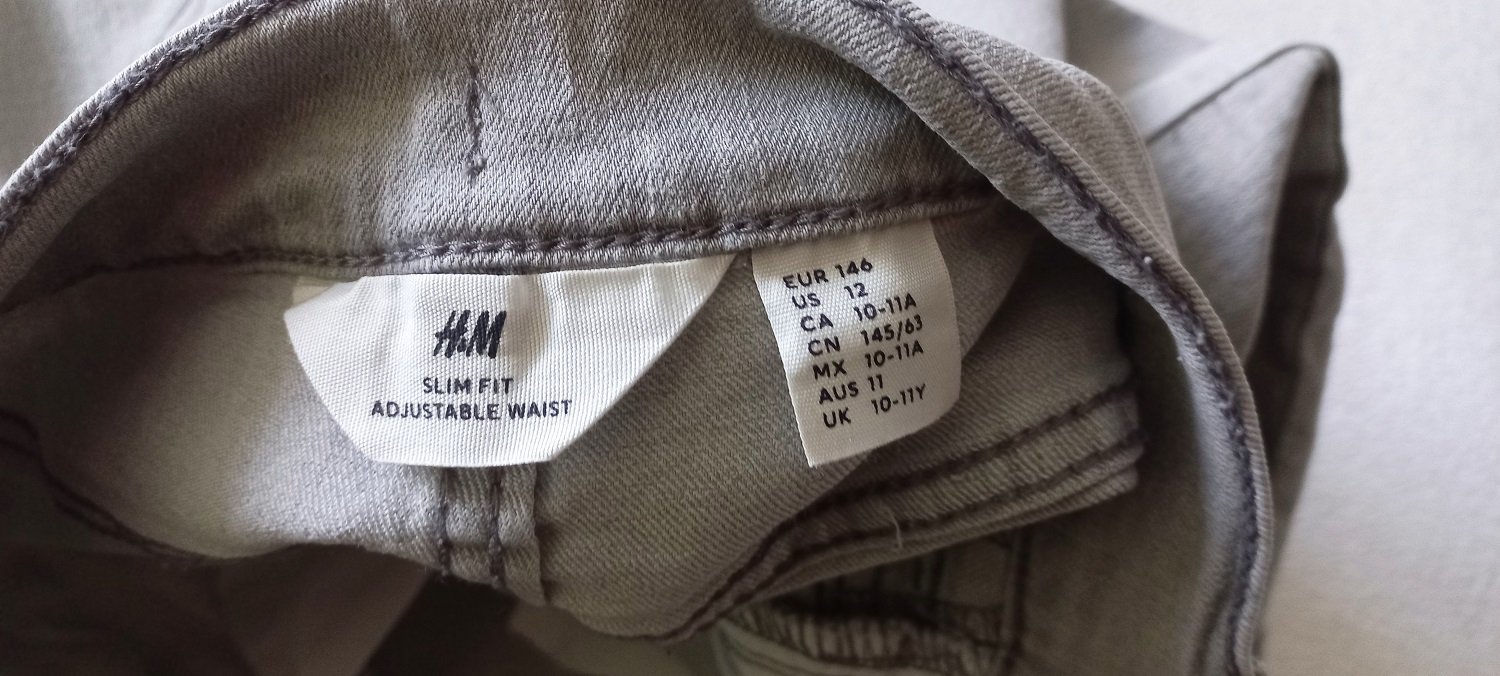 H&M
SLIM FIT
ADJUSTABLE WAIST
EUR 146
US 12
CA 10-11A
CN 145/63
MX 10-11A
AUS 11
UK 10-11Y